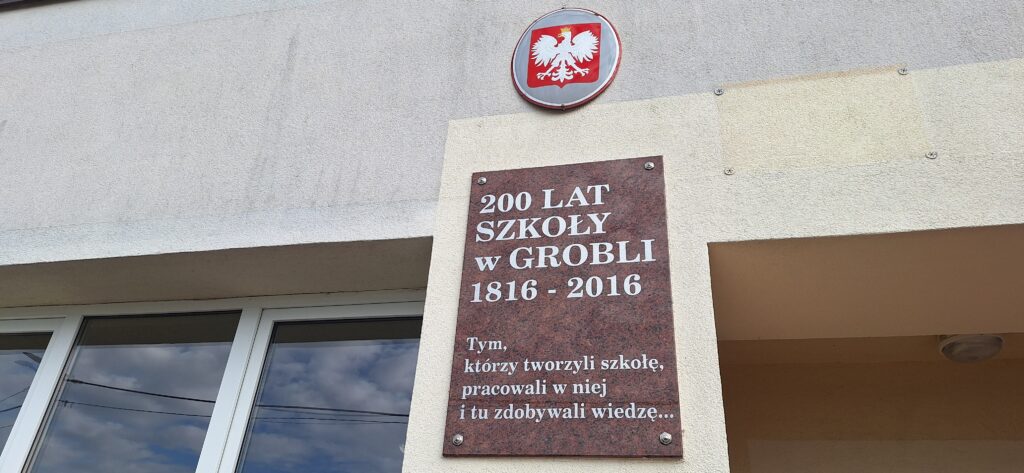 200 LAT
SZKOŁY
w GROBLI
1816 - 2016
Tym,
którzy tworzyli szkołę,
pracowali w niej
i tu zdobywali wiedzę...